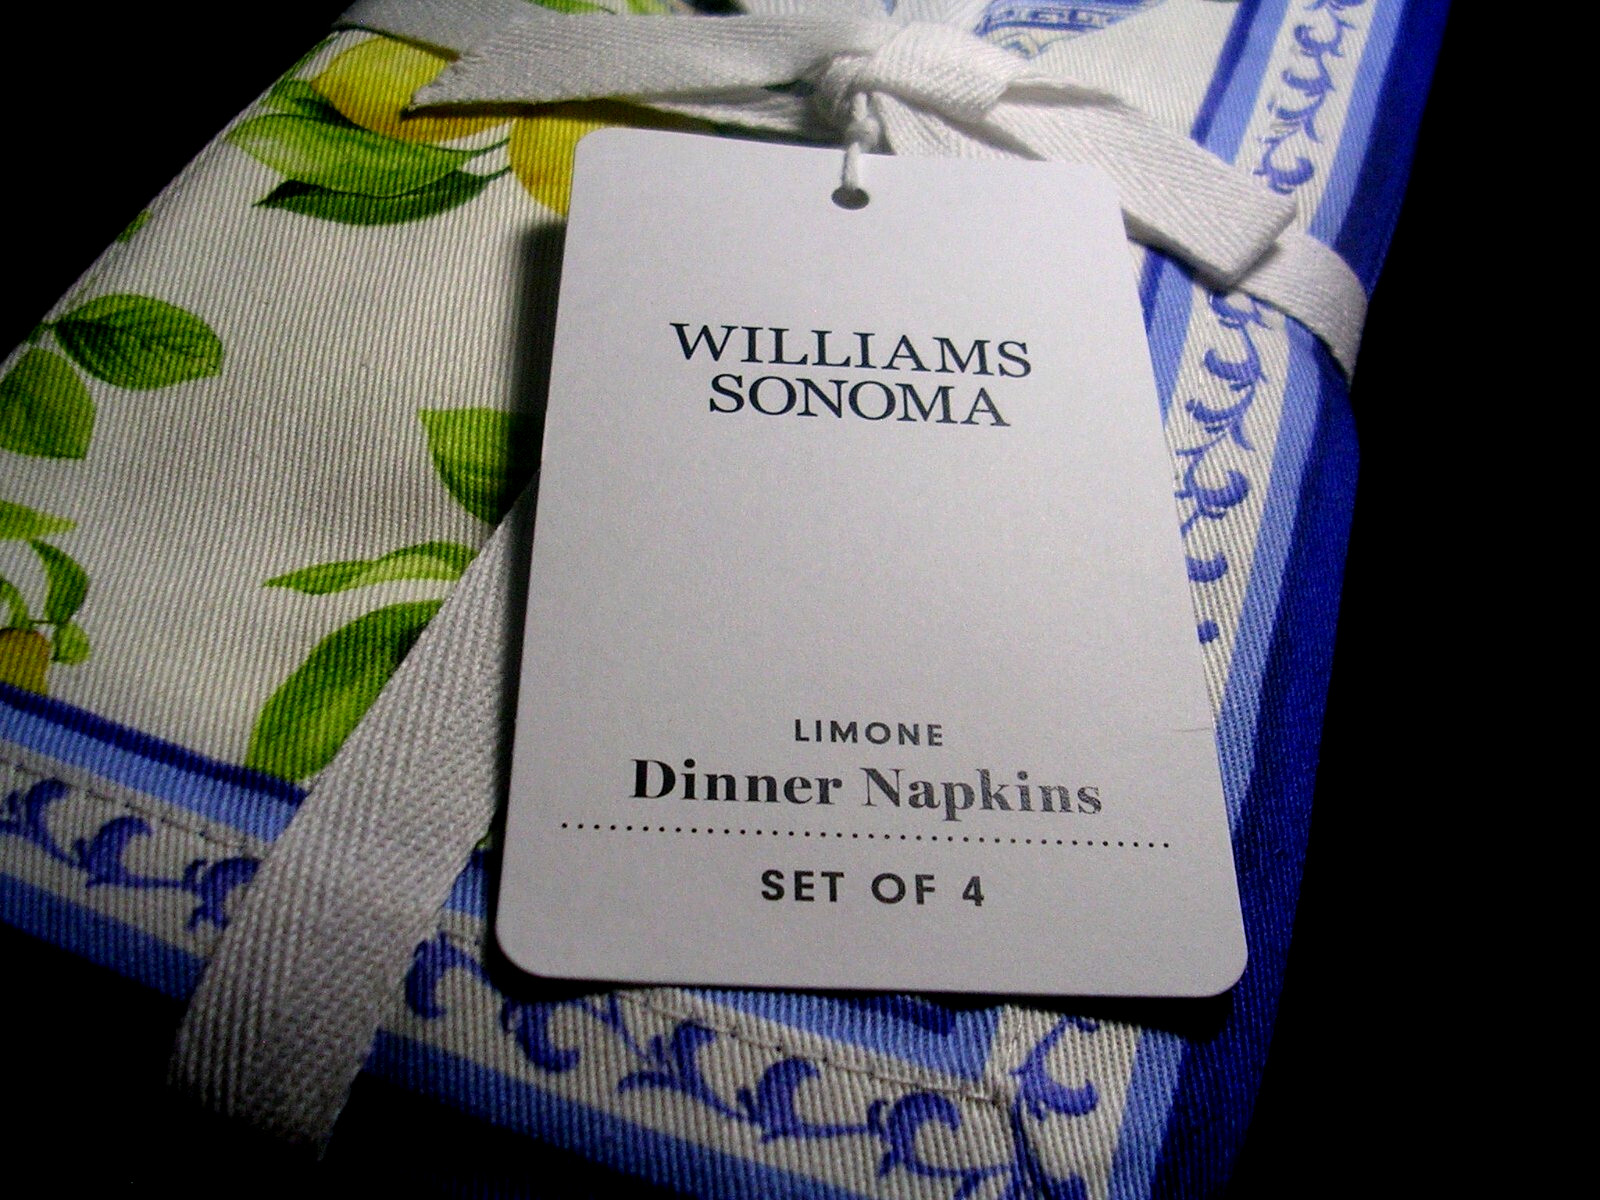 WILLIAMS
SONOMA
LIMONE
Dinner Napkins
SET OF 4